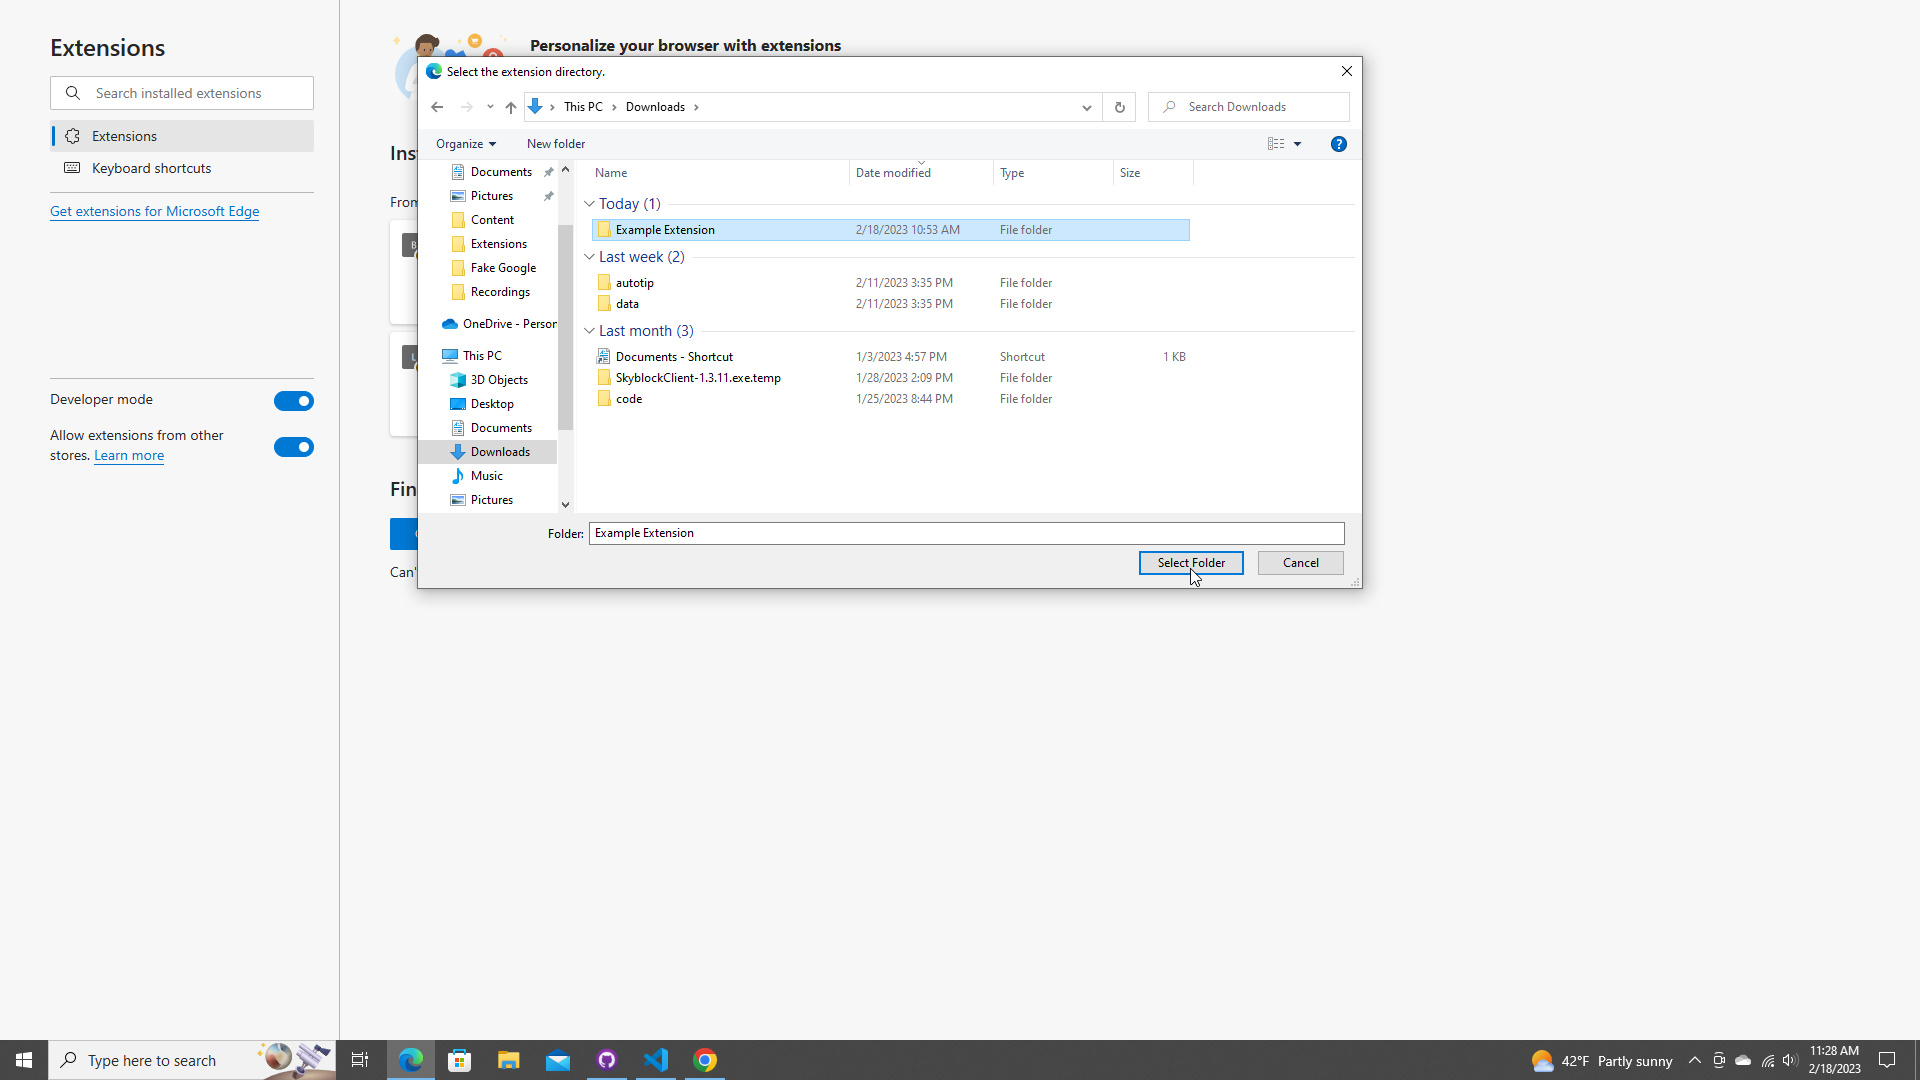 Extensions
Search installed extensions
Extensions
Keyboard shortcuts
Get extensions for Microsoft Edge
Developer mode
Allow extensions from other
stores. Learn more
Personalize your browser with extensions
Ins
From
B
L
Fin
Can'
Select the extension directory.
This PC
Downloads
Search Downloads
Organize
New folder
?
Documents
Pictures
Content
Extensions
Fake Google
Recordings
OneDrive - Person
This PC
3D Objects
Desktop
Documents
Downloads
Music
Pictures
Name Date modified Type Size
Today (1)
Example Extension 2/18/2023 10:53 AM File folder
Last week (2)
autotip 2/11/2023 3:35 PM File folder
data 2/11/2023 3:35 PM File folder
Last month (3)
Documents - Shortcut 1/3/2023 4:57 PM Shortcut 1 KB
SkyblockClient-1.3.11.exe.temp 1/28/2023 2:09 PM File folder
code 1/25/2023 8:44 PM File folder
Folder: Example Extension
Select Folder Cancel
Type here to search
42°F Partly sunny
11:28 AM
2/18/2023